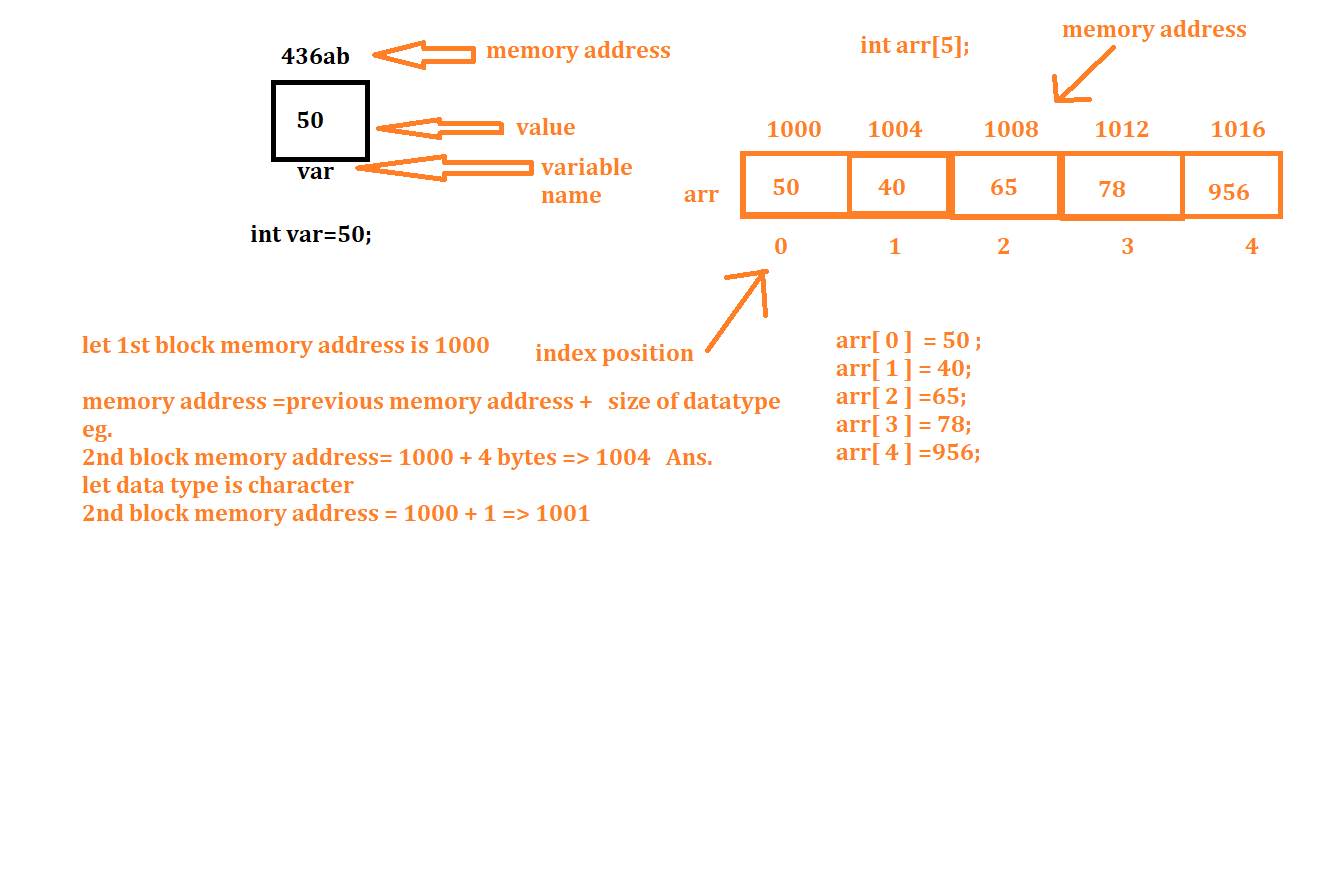 436ab
memory address
50
value
var
variable
name
int var=50;
int arr[5];
memory address
1000 1004 1008 1012 1016
arr 50 40 65 78 956
0 1 2 3 4
index position
let 1st block memory address is 1000
memory address =previous memory address + size of datatype
eg.
2nd block memory address= 1000 + 4 bytes => 1004 Ans.
let data type is character
2nd block memory address = 1000 + 1 => 1001
arr[ 0 ] = 50 ;
arr[ 1 ] = 40;
arr[ 2 ] =65;
arr[ 3 ] = 78;
arr[ 4 ] =956;